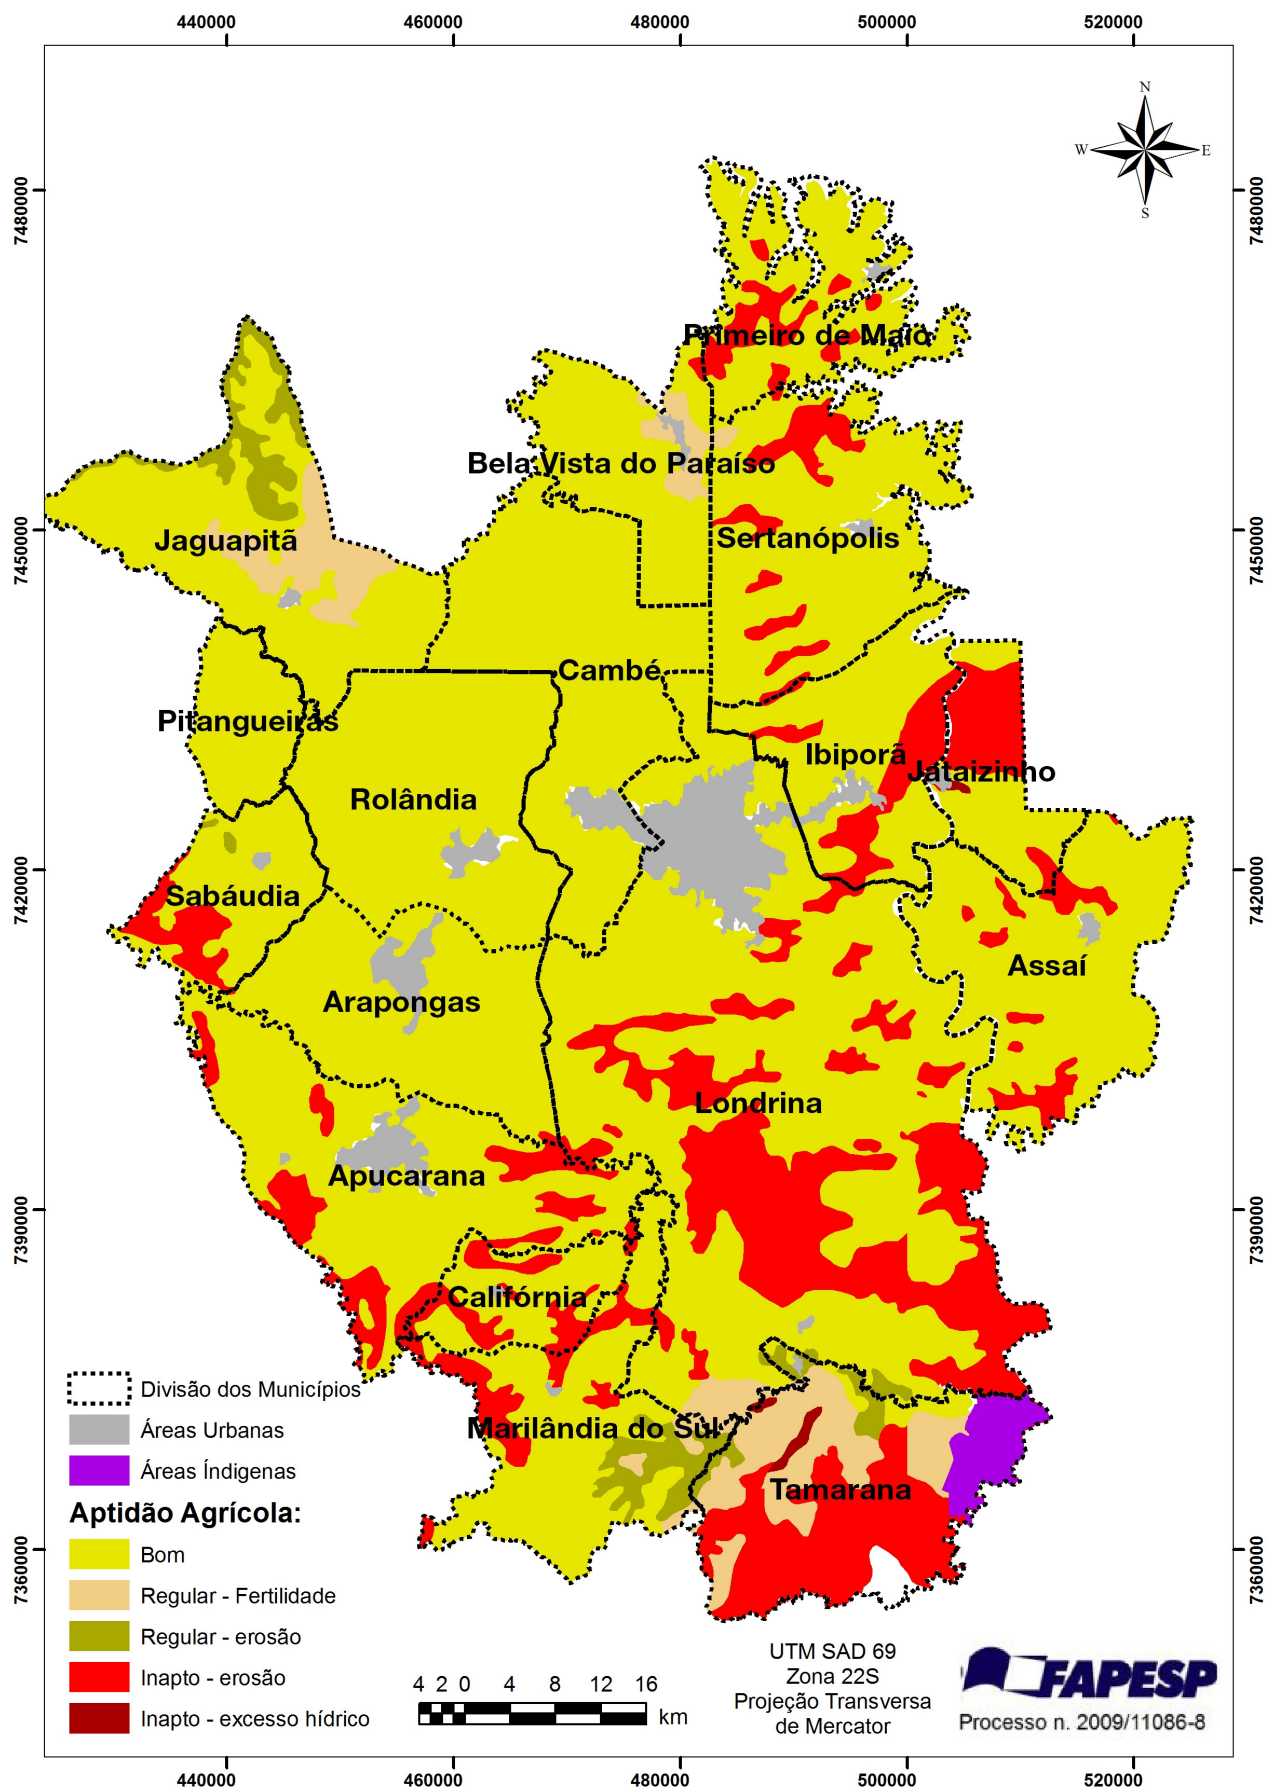 440000
460000
480000
500000
520000
N
W
E
S
7480000
7480000
Primeiro de Maio
Bela Vista do Paraíso
7450000
Jaguapitã
Sertanópolis
7450000
Cambé
Pitangueiras
Ibiporã
Jataizinho
Rolândia
7420000
Sabáudia
7420000
Assaí
Arapongas
Londrina
Apucarana
7390000
7390000
Califórnia
Marilândia do Sul
Tamarana
7360000
7360000
Divisão dos Municípios
Áreas Urbanas
Áreas Índigenas
Aptidão Agrícola:
Bom
Regular - Fertilidade
Regular - erosão
Inapto - erosão
Inapto - excesso hídrico
4 2 0 4 8 12 16
km
UTM SAD 69
Zona 22S
Projeção Transversa
de Mercator
FAPESP
Processo n. 2009/11086-8
440000
460000
480000
500000
520000